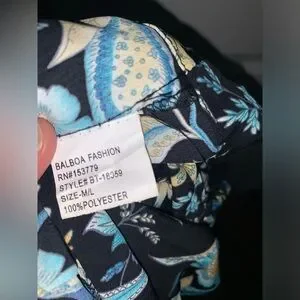 BALBOA FASHION
RN#153779
STYLE# BT-18059
SIZE-M/L
100%POLYESTER